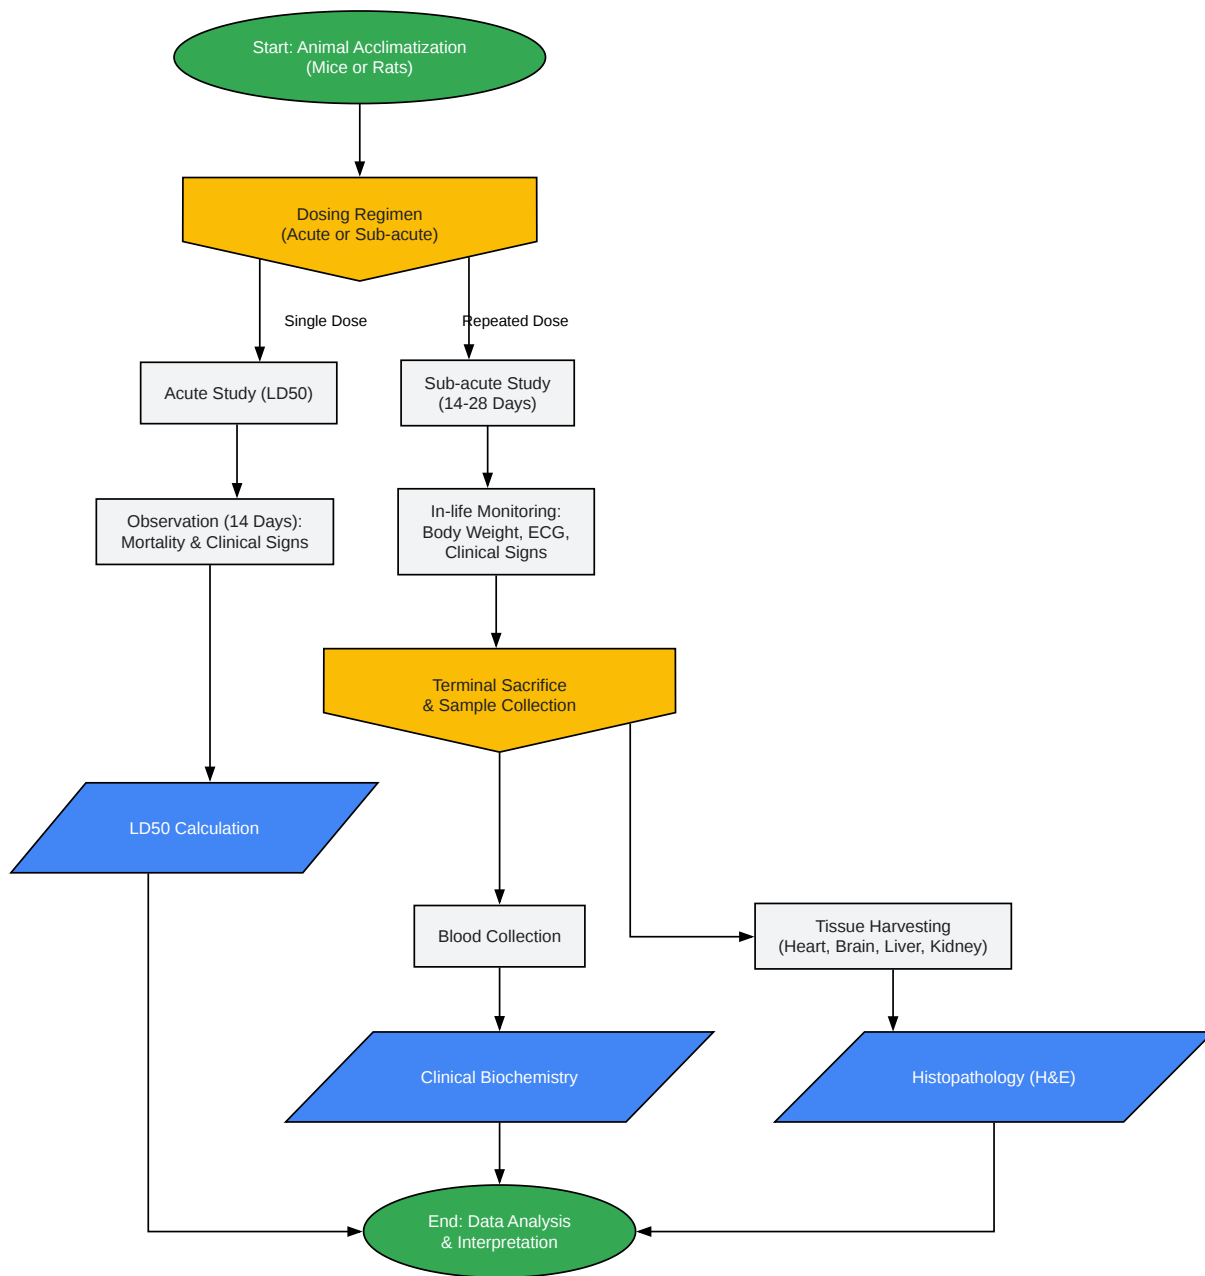 Start: Animal Acclimatization
(Mice or Rats)
Dosing Regimen
(Acute or Sub-acute)
Single Dose
Repeated Dose
Acute Study (LD50)
Sub-acute Study
(14-28 Days)
Observation (14 Days):
Mortality & Clinical Signs
In-life Monitoring:
Body Weight, ECG,
Clinical Signs
Terminal Sacrifice
& Sample Collection
LD50 Calculation
Blood Collection
Tissue Harvesting
(Heart, Brain, Liver, Kidney)
Clinical Biochemistry
Histopathology (H&E)
End: Data Analysis
& Interpretation